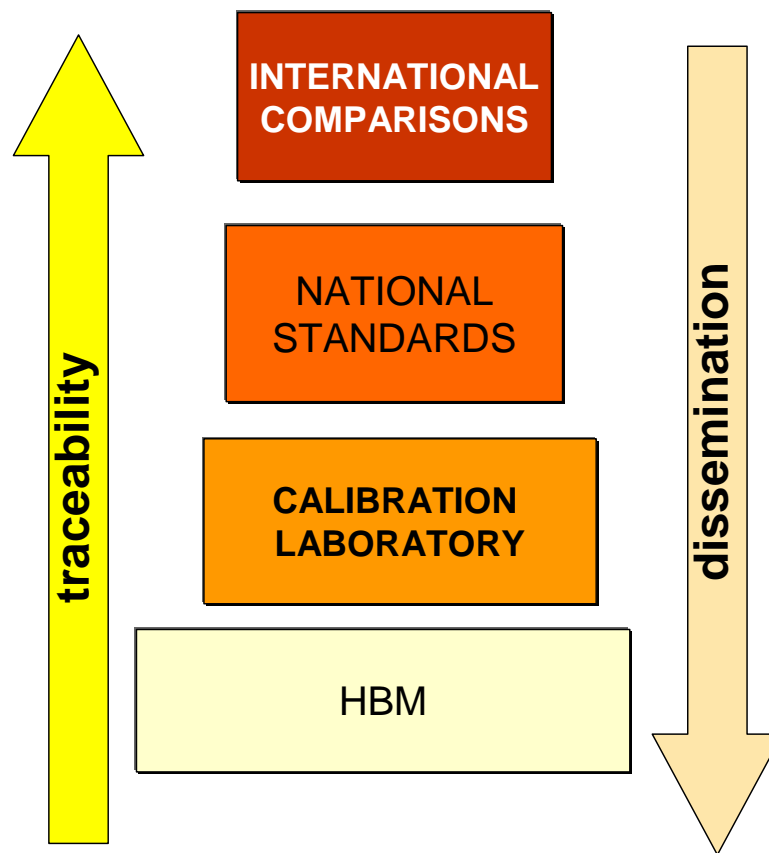 INTERNATIONAL
COMPARISONS
NATIONAL
STANDARDS
CALIBRATION
LABORATORY
HBM
traceability
dissemination